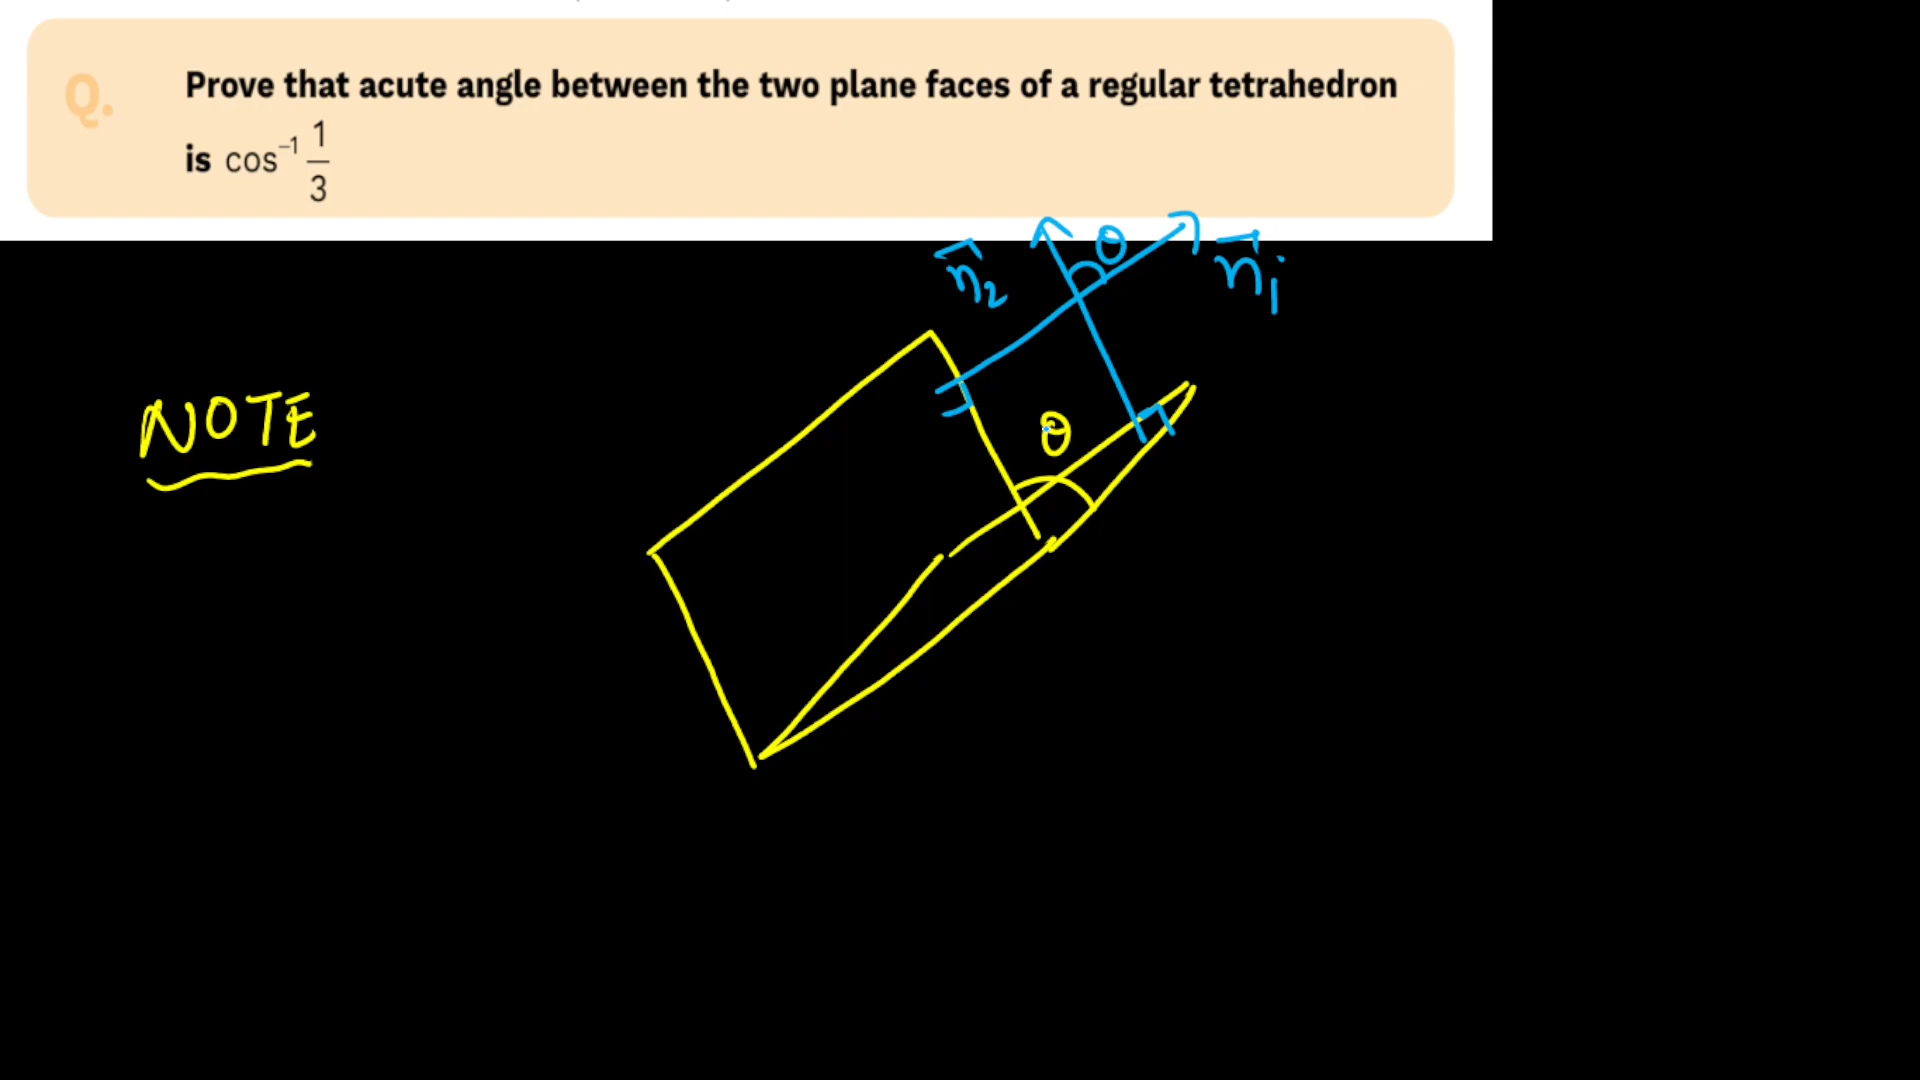 Q. Prove that acute angle between the two plane faces of a regular tetrahedron
is cos⁻¹ 1/3
θ
n⃗₂
n⃗₁
NOTE
θ